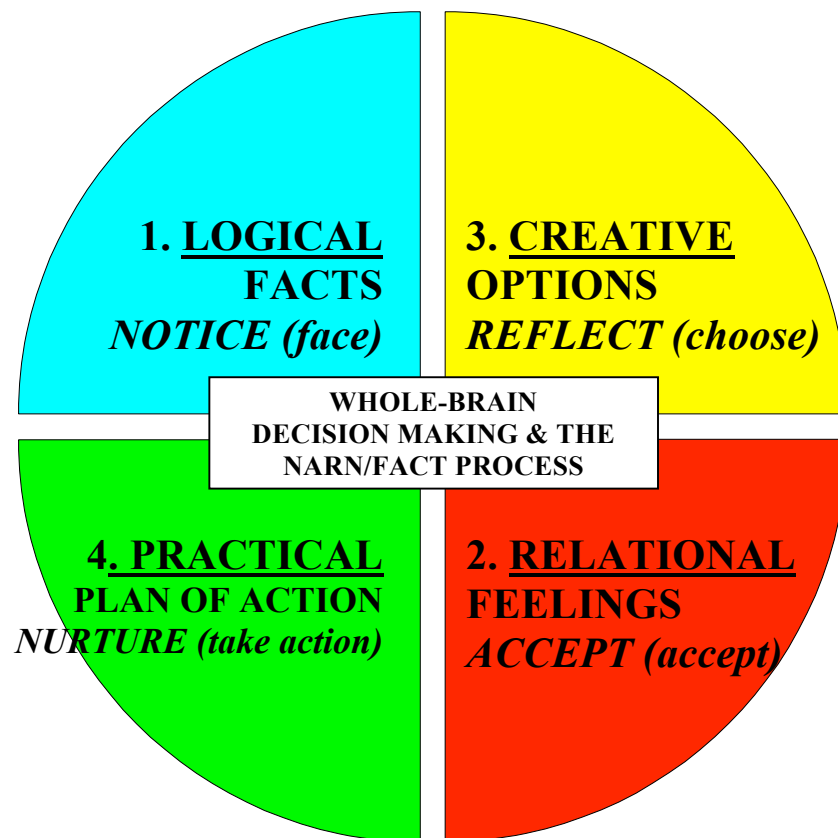 1. LOGICAL
FACTS
NOTICE (face)
3. CREATIVE
OPTIONS
REFLECT (choose)
WHOLE-BRAIN
DECISION MAKING & THE
NARN/FACT PROCESS
4. PRACTICAL
PLAN OF ACTION
NURTURE (take action)
2. RELATIONAL
FEELINGS
ACCEPT (accept)